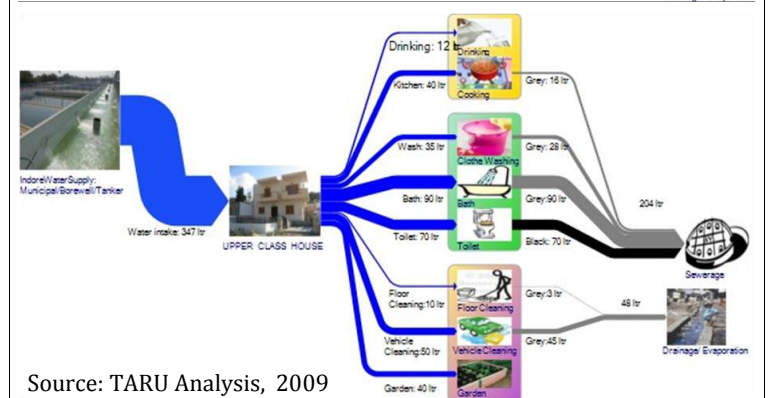 Drinking: 12 ltr
Drinking
Kitchen: 40 ltr
Cooking
Grey: 16 ltr
IndoreWaterSupply:
Municipal/Borewell/Tanker
Wash: 35 ltr
Clothe Washing
Grey: 28 ltr
Bath: 90 ltr
Bath
Grey:90 ltr
204 ltr
Water intake: 347 ltr
UPPER CLASS HOUSE
Toilet: 70 ltr
Toilet
Black: 70 ltr
Sewerage
Floor
Cleaning:10 ltr
Floor Cleaning
Grey:3 ltr
48 ltr
Vehicle
Cleaning:50 ltr
Vehicle Cleaning
Grey:45 ltr
Drainage/ Evaporation
Garden: 40 ltr
Garden
Source: TARU Analysis, 2009